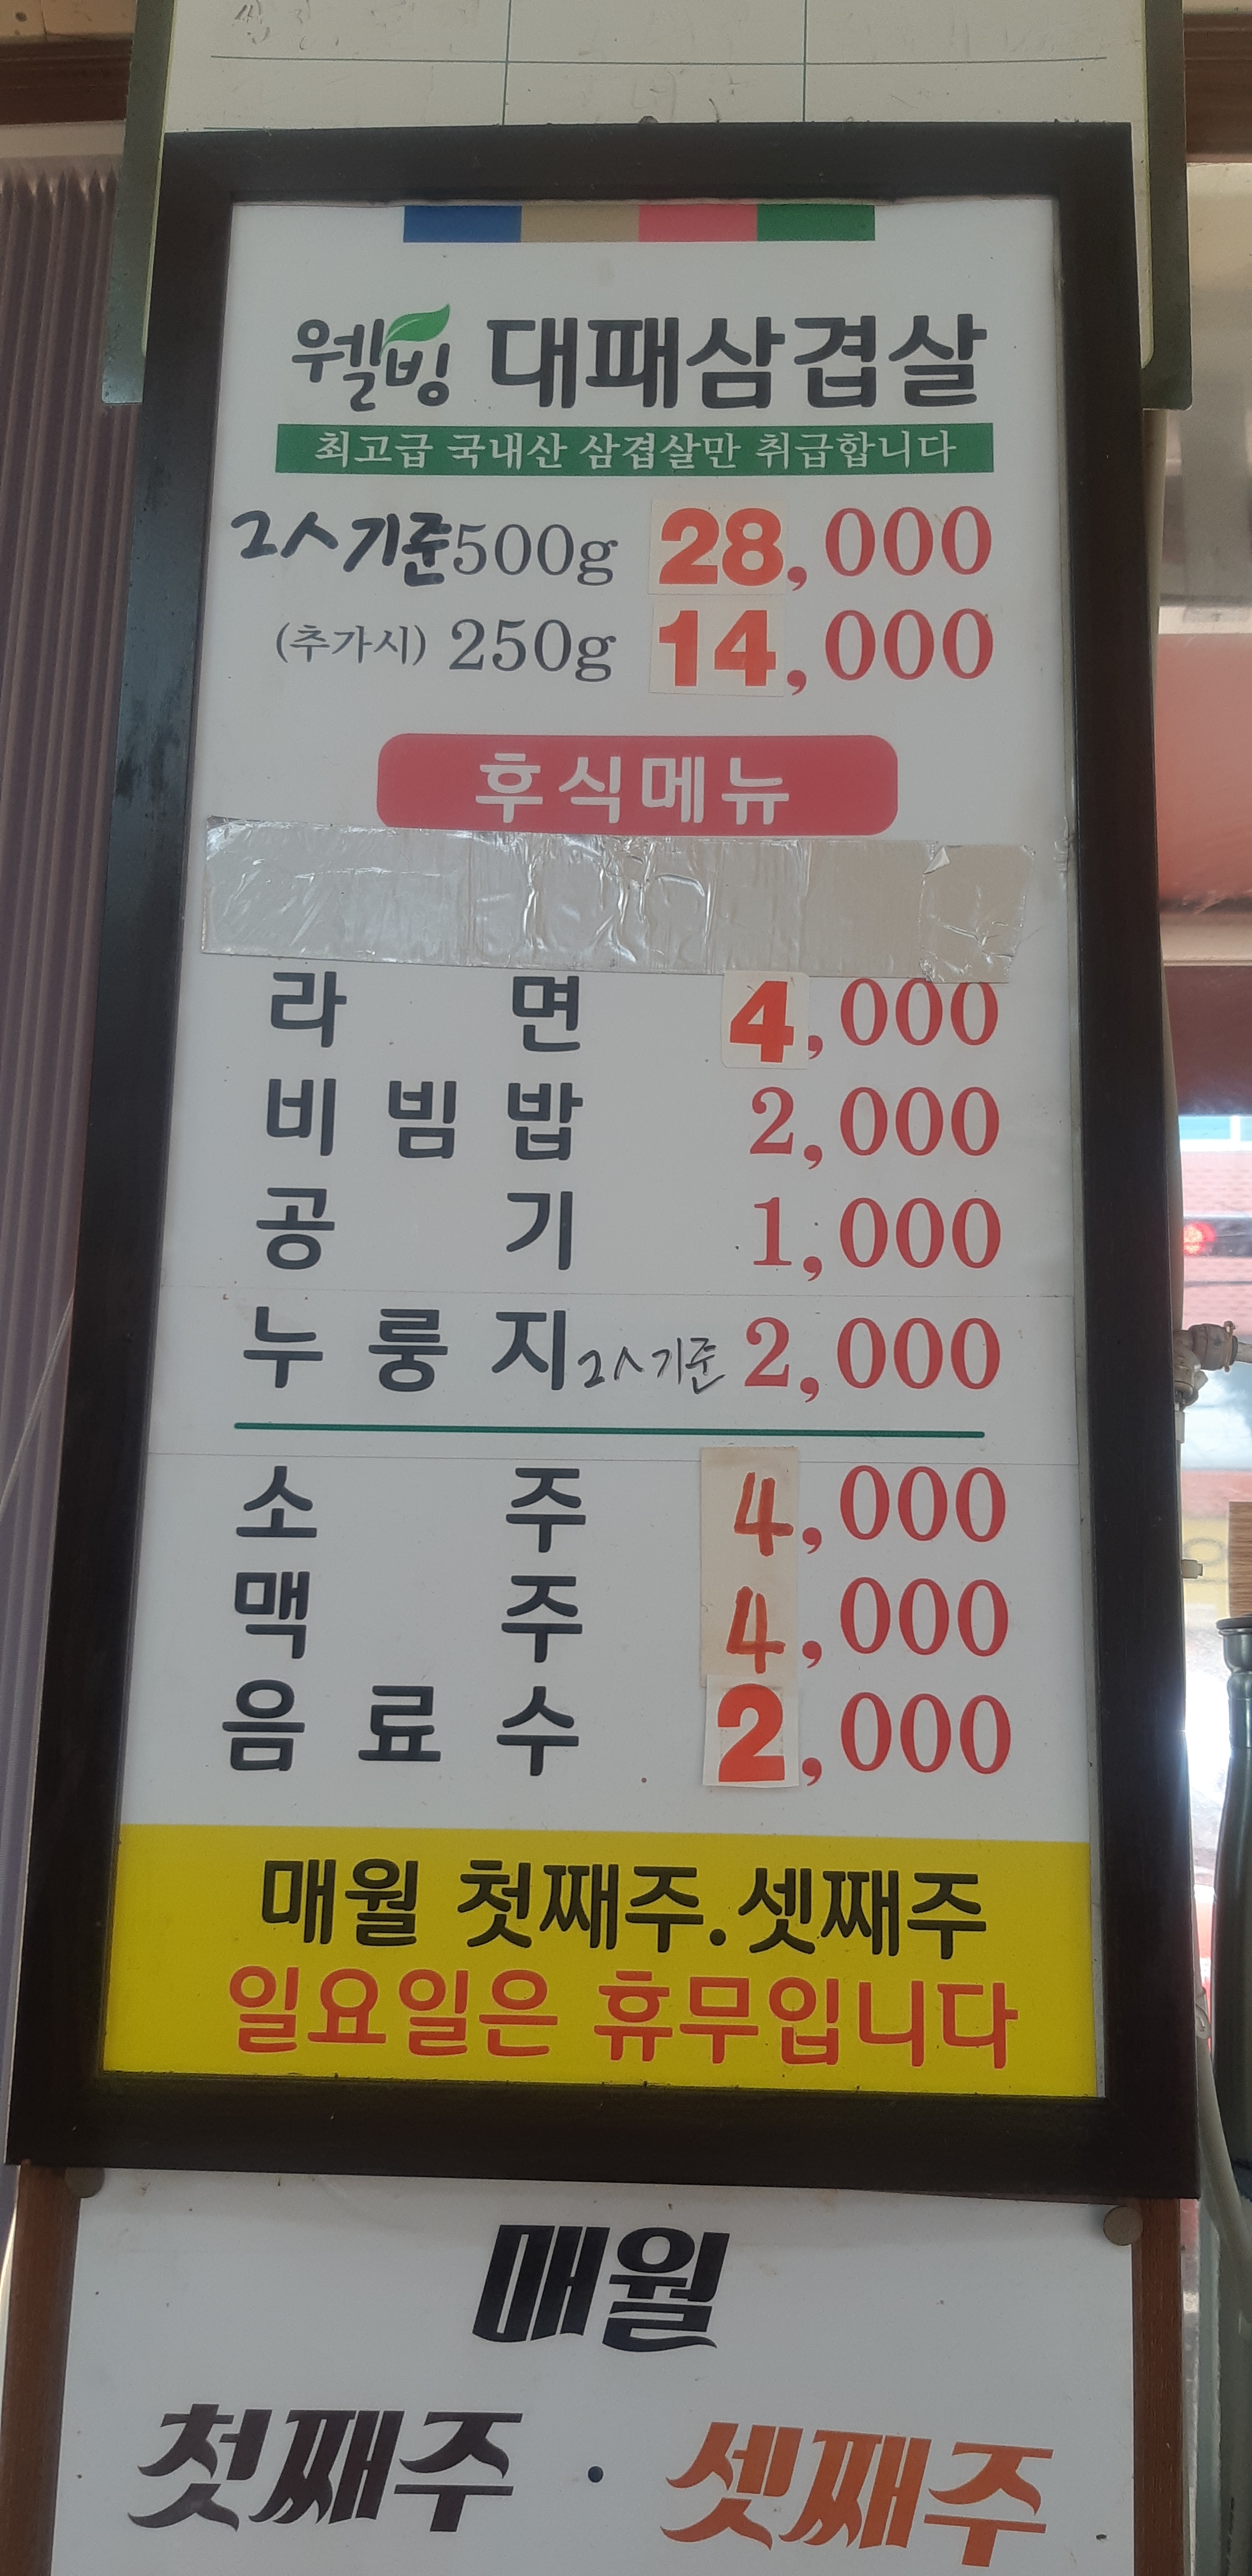 웰빙 대패삼겹살
최고급 국내산 삼겹살만 취급합니다
2人 기준 500g 28,000
(추가시) 250g 14,000
후식메뉴
라면 4,000
비빔밥 2,000
공기 1,000
누룽지 2人 기준 2,000
소주 4,000
맥주 4,000
음료수 2,000
매월 첫째주.셋째주
일요일은 휴무입니다
매월
첫째주 · 셋째주